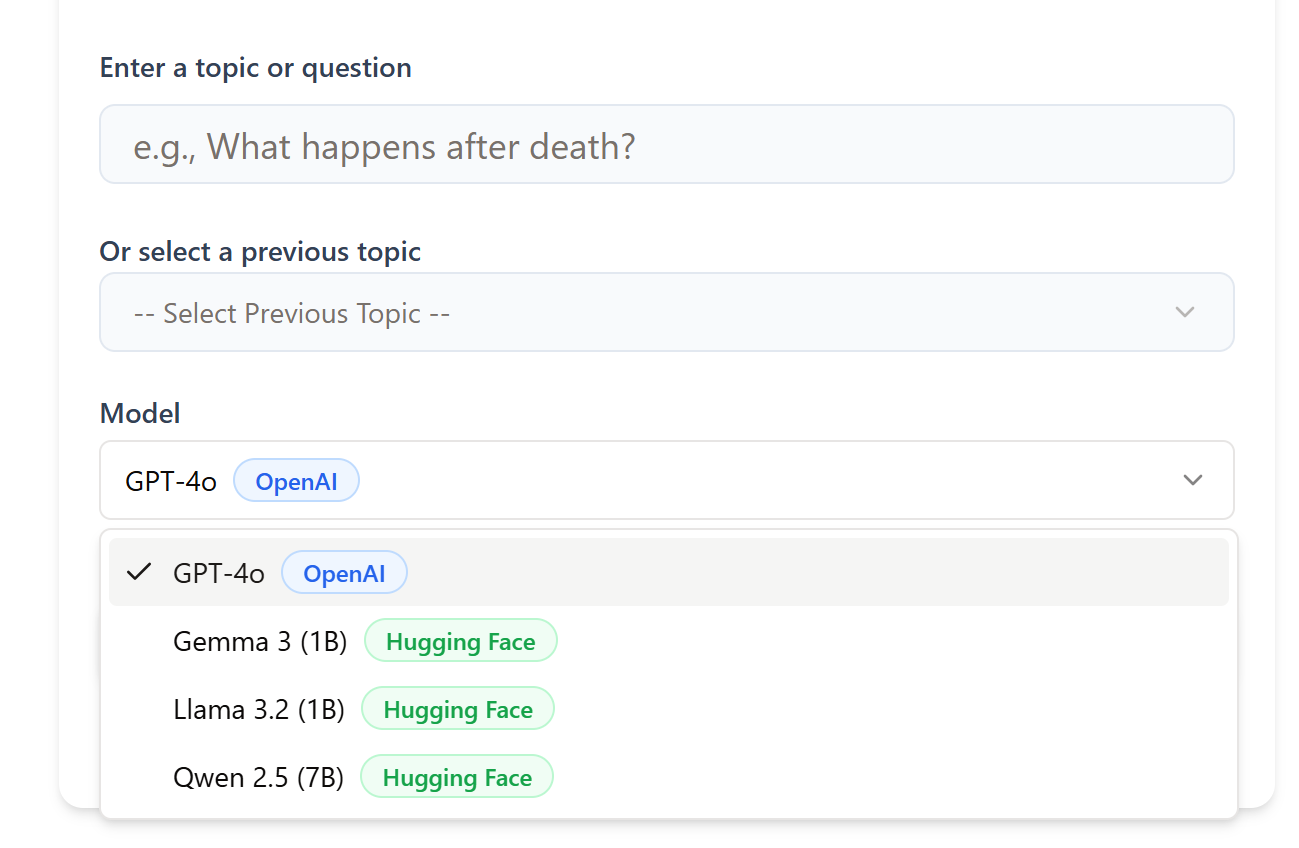 Enter a topic or question
e.g., What happens after death?
Or select a previous topic
-- Select Previous Topic --
Model
GPT-4o OpenAI
GPT-4o OpenAI
Gemma 3 (1B) Hugging Face
Llama 3.2 (1B) Hugging Face
Qwen 2.5 (7B) Hugging Face